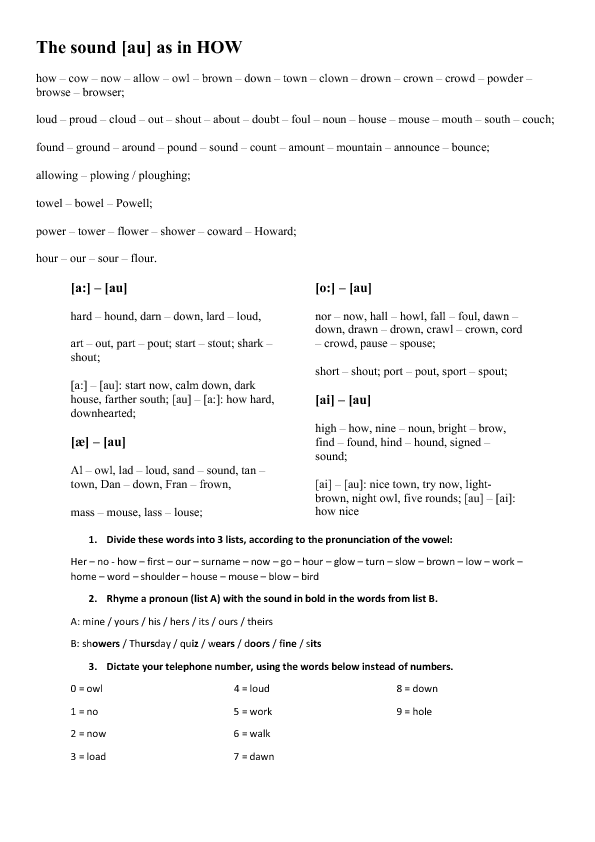 The sound [au] as in HOW
how – cow – now – allow – owl – brown – down – town – clown – drown – crown – crowd – powder –
browse – browser;
loud – proud – cloud – out – shout – about – doubt – foul – noun – house – mouse – mouth – south – couch;
found – ground – around – pound – sound – count – amount – mountain – announce – bounce;
allowing – plowing / ploughing;
towel – bowel – Powell;
power – tower – flower – shower – coward – Howard;
hour – our – sour – flour.
[a:] – [au]
hard – hound, darn – down, lard – loud,
art – out, part – pout; start – stout; shark –
shout;
[a:] – [au]: start now, calm down, dark
house, farther south; [au] – [a:]: how hard,
downhearted;
[æ] – [au]
Al – owl, lad – loud, sand – sound, tan –
town, Dan – down, Fran – frown,
mass – mouse, lass – louse;
[o:] – [au]
nor – now, hall – howl, fall – foul, dawn –
down, drawn – drown, crawl – crown, cord
– crowd, pause – spouse;
short – shout; port – pout, sport – spout;
[ai] – [au]
high – how, nine – noun, bright – brow,
find – found, hind – hound, signed –
sound;
[ai] – [au]: nice town, try now, light-
brown, night owl, five rounds; [au] – [ai]:
how nice
1. Divide these words into 3 lists, according to the pronunciation of the vowel:
Her – no - how – first – our – surname – now – go – hour – glow – turn – slow – brown – low – work –
home – word – shoulder – house – mouse – blow – bird
2. Rhyme a pronoun (list A) with the sound in bold in the words from list B.
A: mine / yours / his / hers / its / ours / theirs
B: showers / Thursday / quiz / wears / doors / fine / sits
3. Dictate your telephone number, using the words below instead of numbers.
0 = owl 4 = loud 8 = down
1 = no 5 = work 9 = hole
2 = now 6 = walk
3 = load 7 = dawn